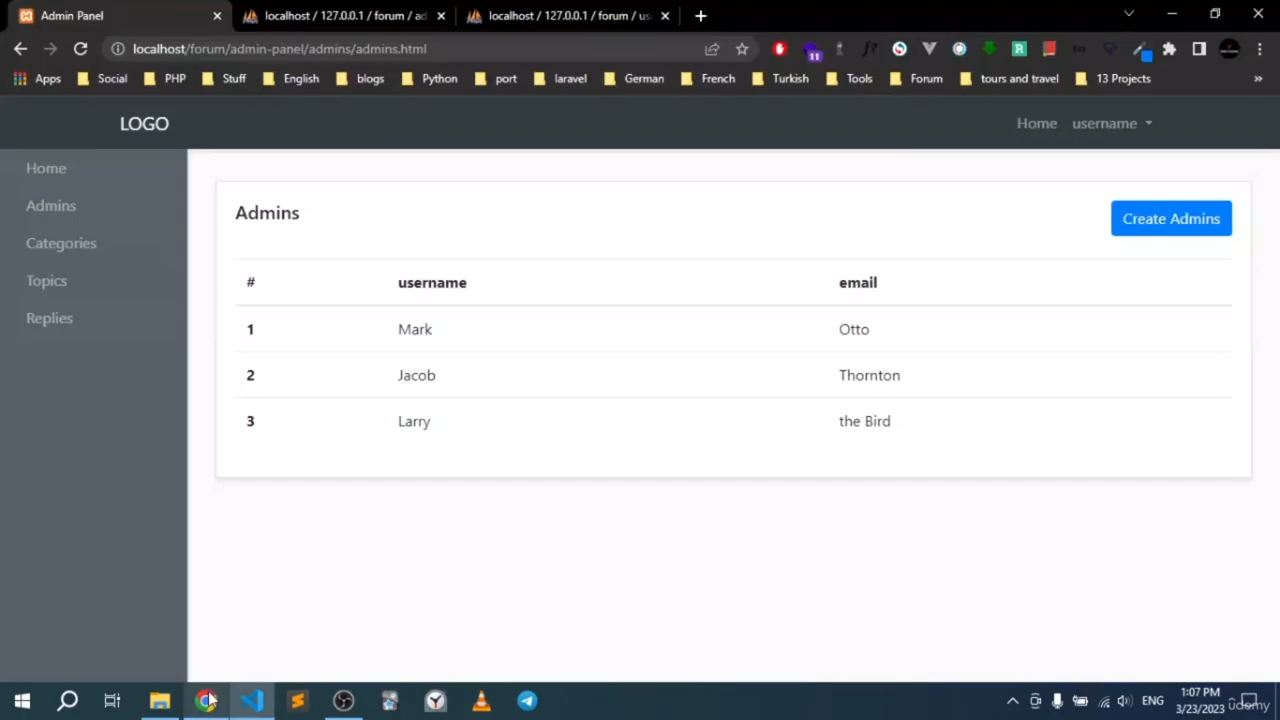 Admin Panel
localhost / 127.0.0.1 / forum / ad
localhost / 127.0.0.1 / forum / us
localhost/forum/admin-panel/admins/admins.html
11
Apps Social PHP Stuff English blogs Python port laravel German French Turkish Tools Forum tours and travel 13 Projects »
LOGO
Home username
Home
Admins
Categories
Topics
Replies
Admins
Create Admins
# username email
1 Mark Otto
2 Jacob Thornton
3 Larry the Bird
ENG
1:07 PM
3/23/2023
udemy